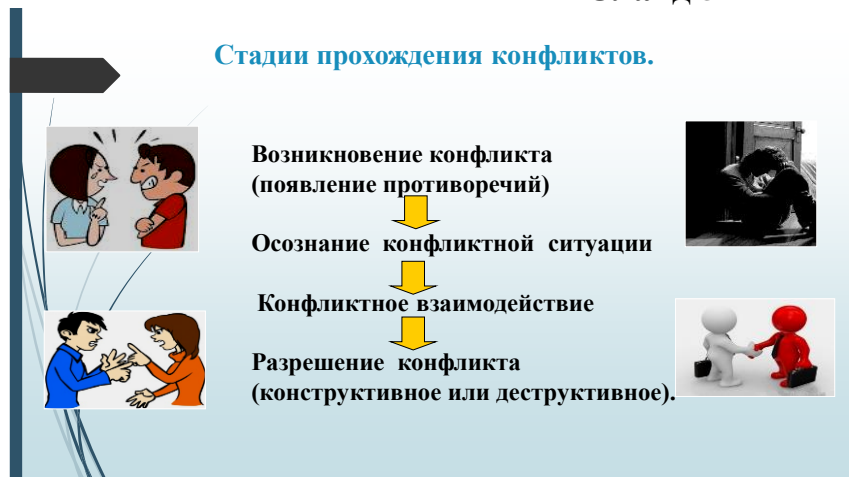 Стадии прохождения конфликтов.
Возникновение конфликта
(появление противоречий)
Осознание конфликтной ситуации
Конфликтное взаимодействие
Разрешение конфликта
(конструктивное или деструктивное).